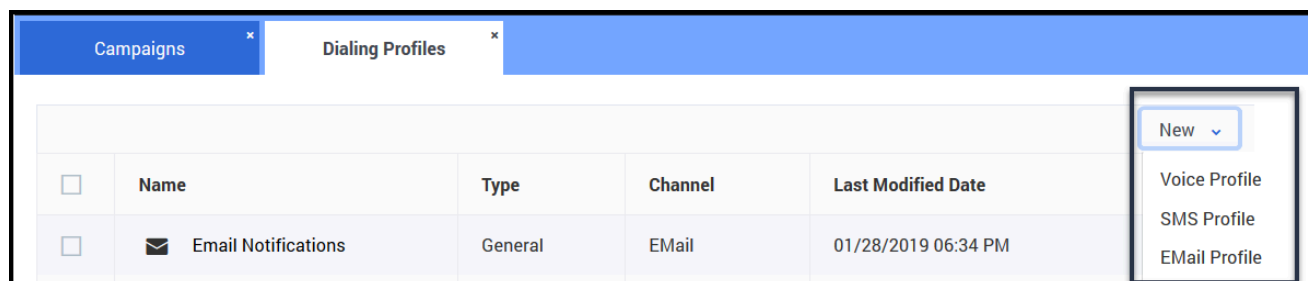 Campaigns × Dialing Profiles ×
New
Name Type Channel Last Modified Date
Email Notifications General EMail 01/28/2019 06:34 PM
Voice Profile
SMS Profile
EMail Profile